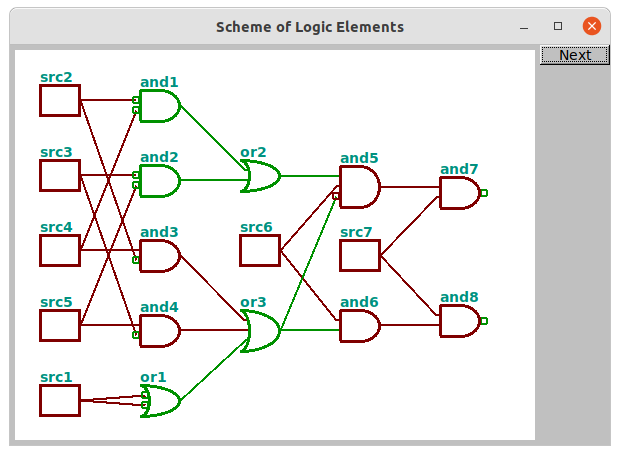 Scheme of Logic Elements
Next
src2
and1
src3
and2
or2
and5
and7
src4
and3
src6
src7
src5
and4
or3
and6
and8
src1
or1